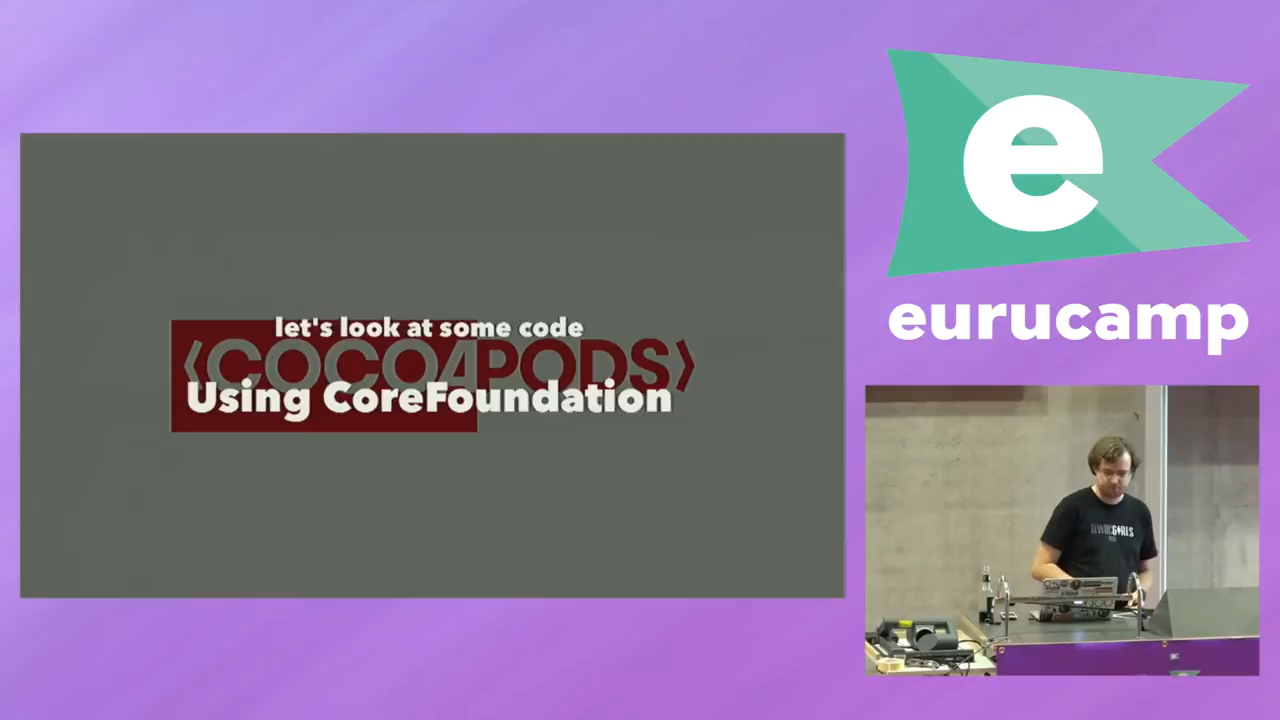 let's look at some code
⟨COCOAPODS⟩
Using CoreFoundation
e
eurucamp